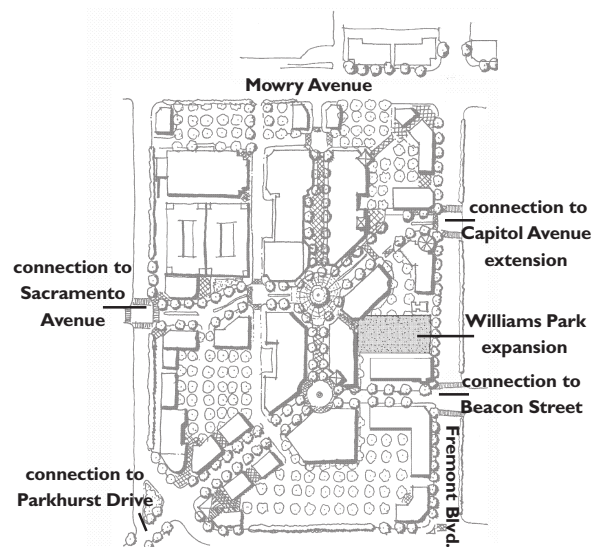 Mowry Avenue
connection to
Capitol Avenue
extension
connection to
Sacramento
Avenue
Williams Park
expansion
connection to
Beacon Street
Fremont Blvd.
connection to
Parkhurst Drive